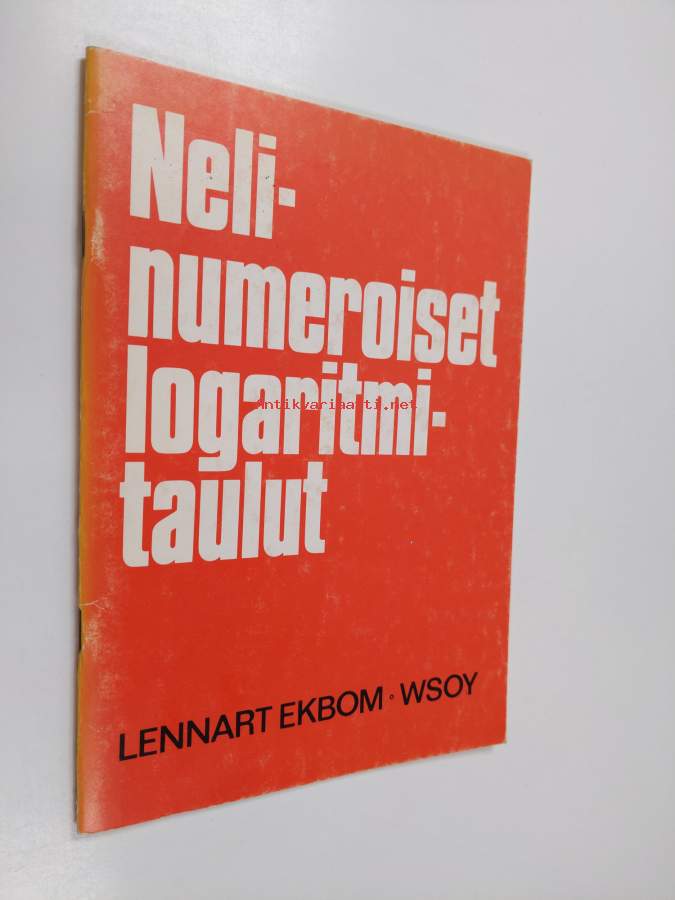 Neli-
numeroiset
logaritmi-
Antikvariaatti.net
taulut
LENNART EKBOM • WSOY